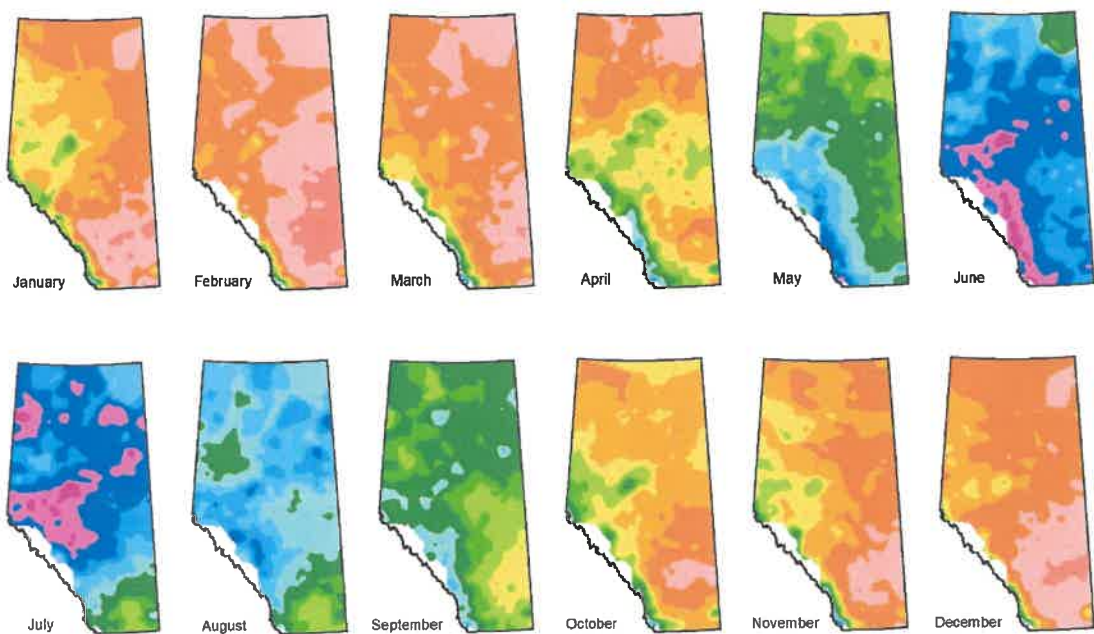 January
February
March
April
May
June
July
August
September
October
November
December